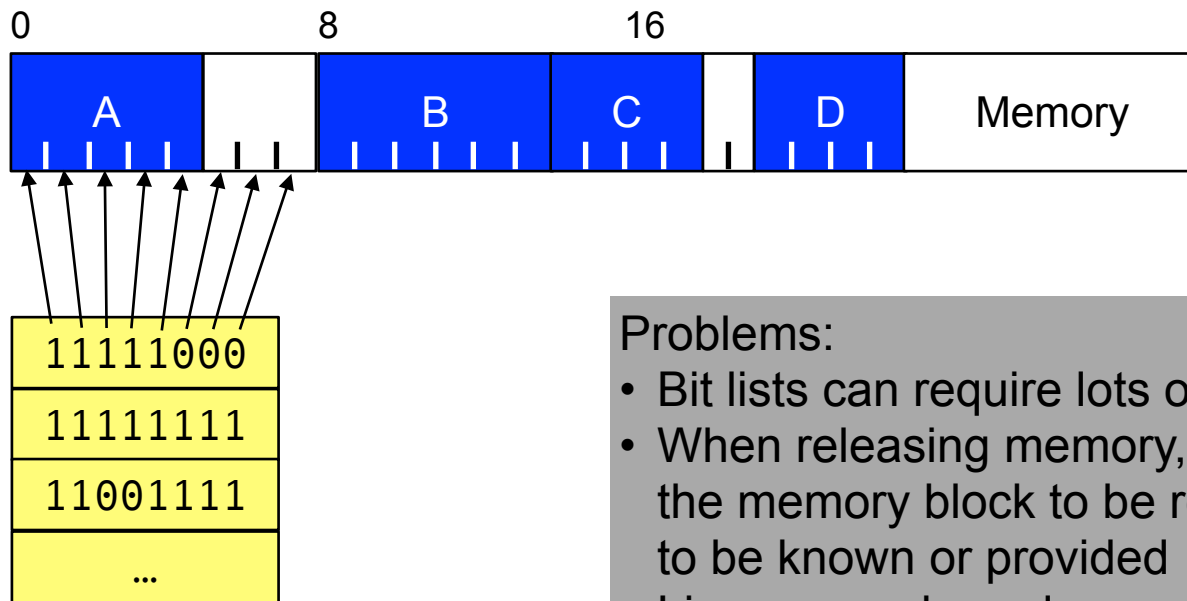 0 8 16
A B C D Memory
11111000
11111111
11001111
…
Problems:
• Bit lists can require lots
• When releasing memory,
the memory block to be
to be known or provided